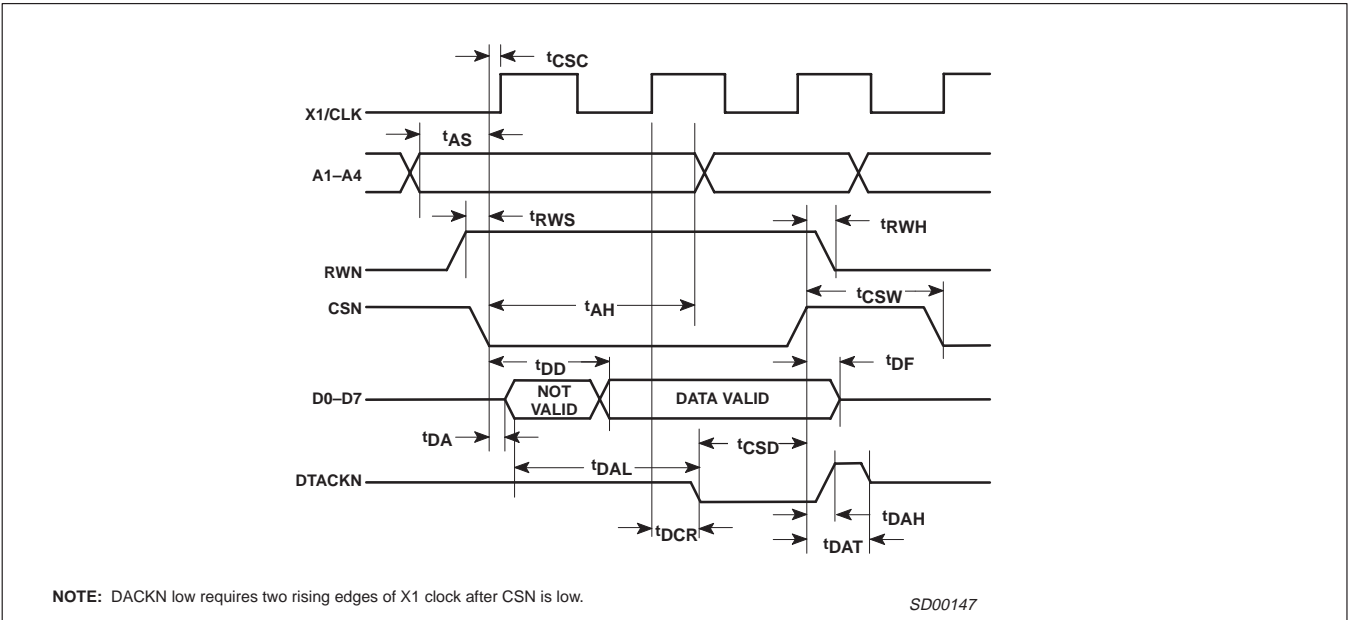 tCSC
X1/CLK
tAS
A1–A4
tRWS
tRWH
RWN
tCSW
CSN
tAH
tDD
tDF
NOT
VALID
DATA VALID
D0–D7
tDA
tCSD
tDAL
DTACKN
tDAH
tDCR
tDAT
NOTE: DACKN low requires two rising edges of X1 clock after CSN is low.
SD00147